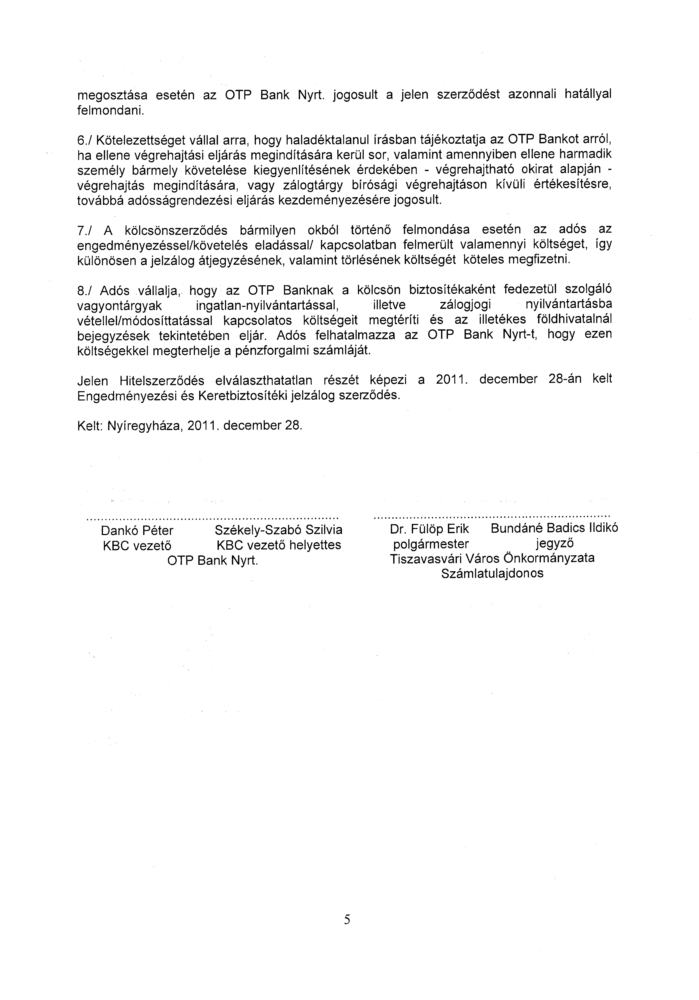 megosztása esetén az OTP Bank Nyrt. jogosult a jelen szerződést azonnali hatállyal
felmondani.
6./ Kötelezettséget vállal arra, hogy haladéktalanul írásban tájékoztatja az OTP Bankot arról,
ha ellene végrehajtási eljárás megindítására kerül sor, valamint amennyiben ellene harmadik
személy bármely követelése kiegyenlítésének érdekében - végrehajtható okirat alapján -
végrehajtás megindítására, vagy zálogtárgy bírósági végrehajtáson kívüli értékesítésre,
továbbá adósságrendezési eljárás kezdeményezésére jogosult.
7./ A kölcsönszerződés bármilyen okból történő felmondása esetén az adós az
engedményezéssel/követelés eladással/ kapcsolatban felmerült valamennyi költséget, így
különösen a jelzálog átjegyzésének, valamint törlésének költségét köteles megfizetni.
8./ Adós vállalja, hogy az OTP Banknak a kölcsön biztosítékaként fedezetül szolgáló
vagyontárgyak ingatlan-nyilvántartással, illetve zálogjogi nyilvántartásba
vétellel/módosíttatással kapcsolatos költségeit megtéríti és az illetékes földhivatalnál
bejegyzések tekintetében eljár. Adós felhatalmazza az OTP Bank Nyrt-t, hogy ezen
költségekkel megterhelje a pénzforgalmi számláját.
Jelen Hitelszerződés elválaszthatatlan részét képezi a 2011. december 28-án kelt
Engedményezési és Keretbiztosítéki jelzálog szerződés.
Kelt: Nyíregyháza, 2011. december 28.
Dankó Péter Székely-Szabó Szilvia
KBC vezető KBC vezető helyettes
OTP Bank Nyrt.
Dr. Fülöp Erik Bundáné Badics Ildikó
polgármester jegyző
Tiszavasvári Város Önkormányzata
Számlatulajdonos
5